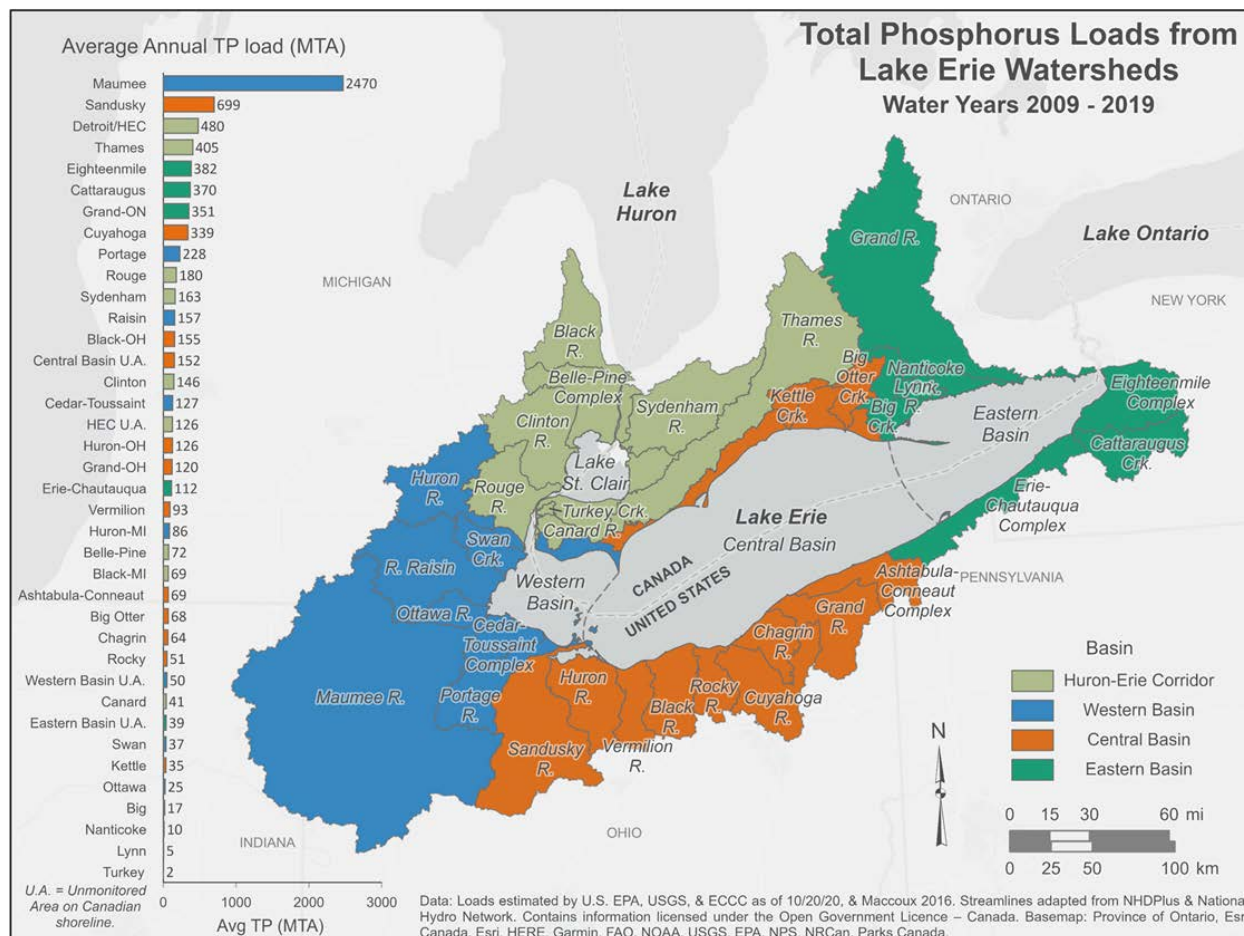 Total Phosphorus Loads from
Lake Erie Watersheds
Water Years 2009 - 2019
Average Annual TP load (MTA)
Maumee 2470
Sandusky 699
Detroit/HEC 480
Thames 405
Eighteenmile 382
Cattaraugus 370
Grand-ON 351
Cuyahoga 339
Portage 228
Rouge 180
Sydenham 163
Raisin 157
Black-OH 155
Central Basin U.A. 152
Clinton 146
Cedar-Toussaint 127
HEC U.A. 126
Huron-OH 126
Grand-OH 120
Erie-Chautauqua 112
Vermilion 93
Huron-MI 86
Belle-Pine 72
Black-MI 69
Ashtabula-Conneaut 69
Big Otter 68
Chagrin 64
Rocky 51
Western Basin U.A. 50
Canard 41
Eastern Basin U.A. 39
Swan 37
Kettle 35
Ottawa 25
Big 17
Nanticoke 10
Lynn 5
Turkey 2
0 1000 2000 3000
Avg TP (MTA)
U.A. = Unmonitored
Area on Canadian
shoreline.
Lake
Huron
ONTARIO
Lake Ontario
MICHIGAN
NEW YORK
Grand R.
Thames
R.
Black
R.
Belle-Pine
Complex
Big
Otter
Crk.
Nanticoke
Lynn
R.
Big
Crk.
Kettle
Crk.
Sydenham
R.
Clinton
R.
Eastern
Basin
Eighteenmile
Complex
Cattaraugus
Crk.
Lake
St. Clair
Huron
R.
Rouge
R.
Turkey Crk.
Canard R.
Erie-
Chautauqua
Complex
Lake Erie
Central Basin
Swan
Crk.
R. Raisin
Western
Basin
CANADA
UNITED STATES
Ashtabula-
Conneaut
Complex
PENNSYLVANIA
Ottawa R.
Cedar-
Toussaint
Complex
Grand
R.
Chagrin
R.
Maumee R.
Portage
R.
Huron
R.
Black
R.
Rocky
R.
Cuyahoga
R.
Sandusky
R.
Vermilion
R.
INDIANA
OHIO
Basin
Huron-Erie Corridor
Western Basin
Central Basin
Eastern Basin
N
0 15 30 60 mi
0 25 50 100 km
Data: Loads estimated by U.S. EPA, USGS, & ECCC as of 10/20/20, & Maccoux 2016. Streamlines adapted from NHDPlus & National
Hydro Network. Contains information licensed under the Open Government Licence – Canada. Basemap: Province of Ontario, Esri
Canada, Esri, HERE, Garmin, FAO, NOAA, USGS, EPA, NPS, NRCan, Parks Canada.